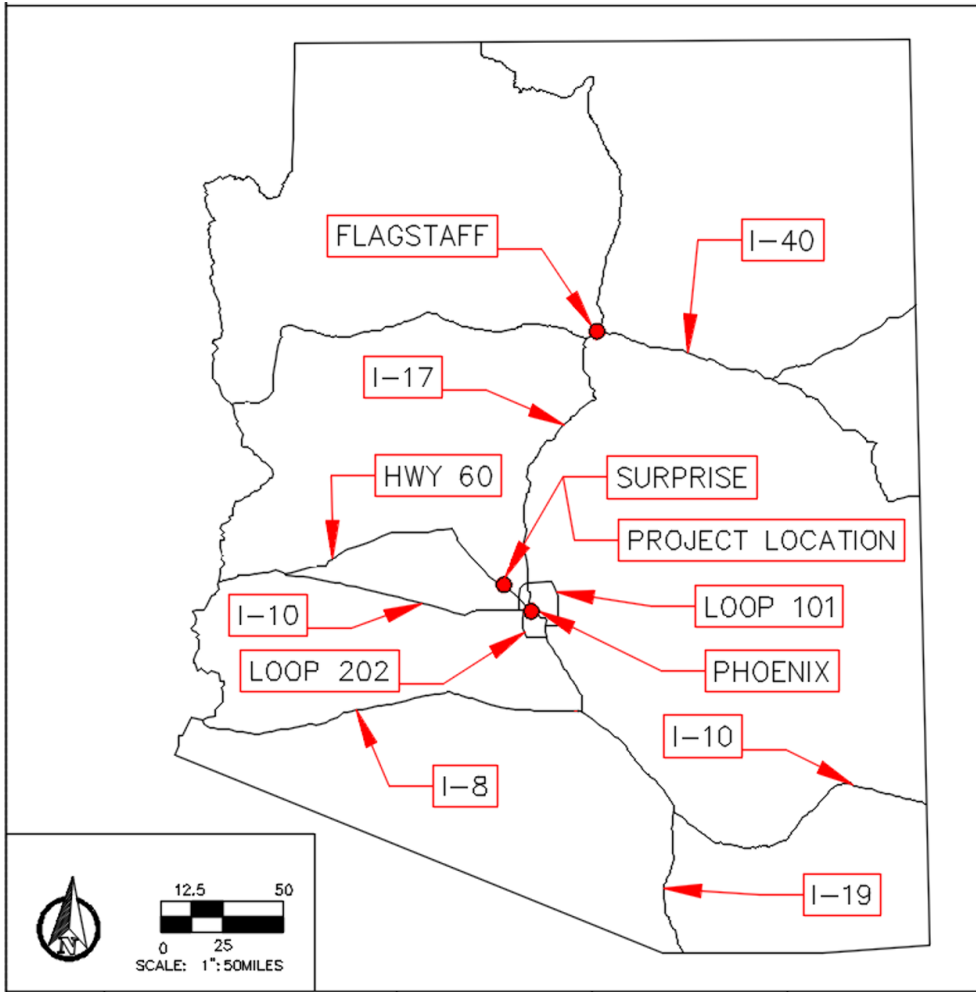 FLAGSTAFF
I-40
I-17
HWY 60
SURPRISE
PROJECT LOCATION
I-10
LOOP 101
LOOP 202
PHOENIX
I-10
I-8
I-19
12.5 50
0 25
SCALE: 1":50MILES
N